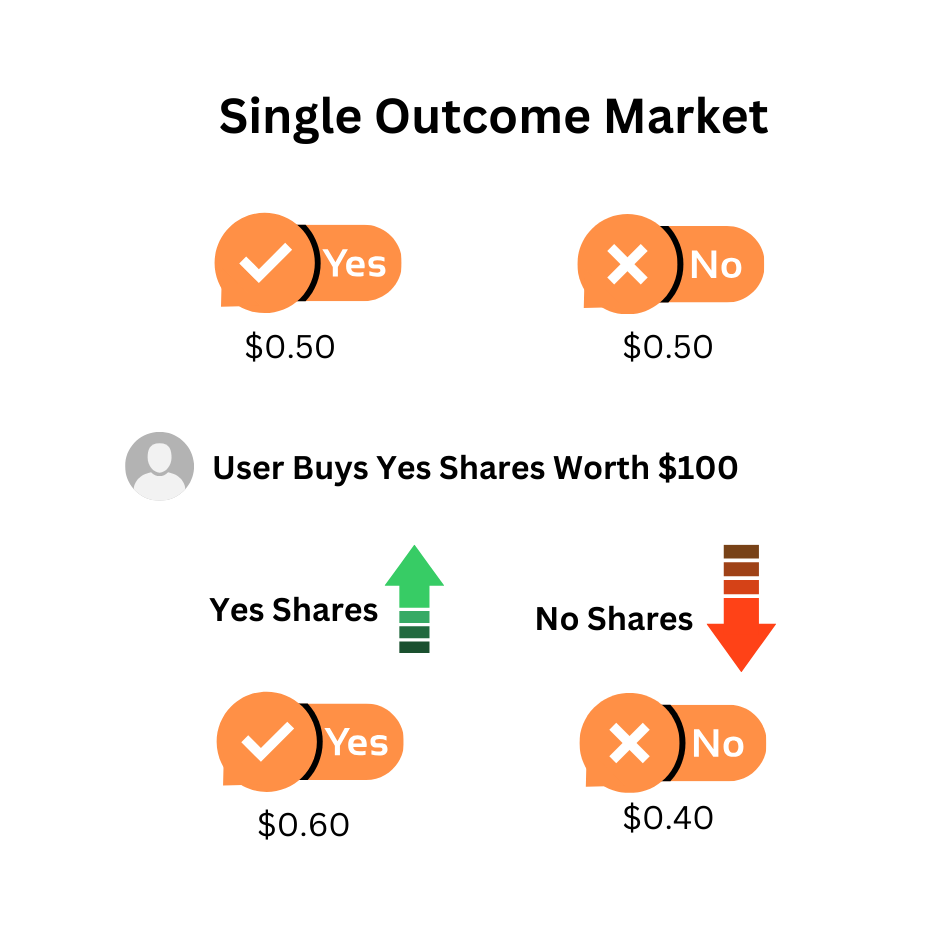 Single Outcome Market
Yes
No
$0.50
$0.50
User Buys Yes Shares Worth $100
Yes Shares
No Shares
Yes
No
$0.60
$0.40